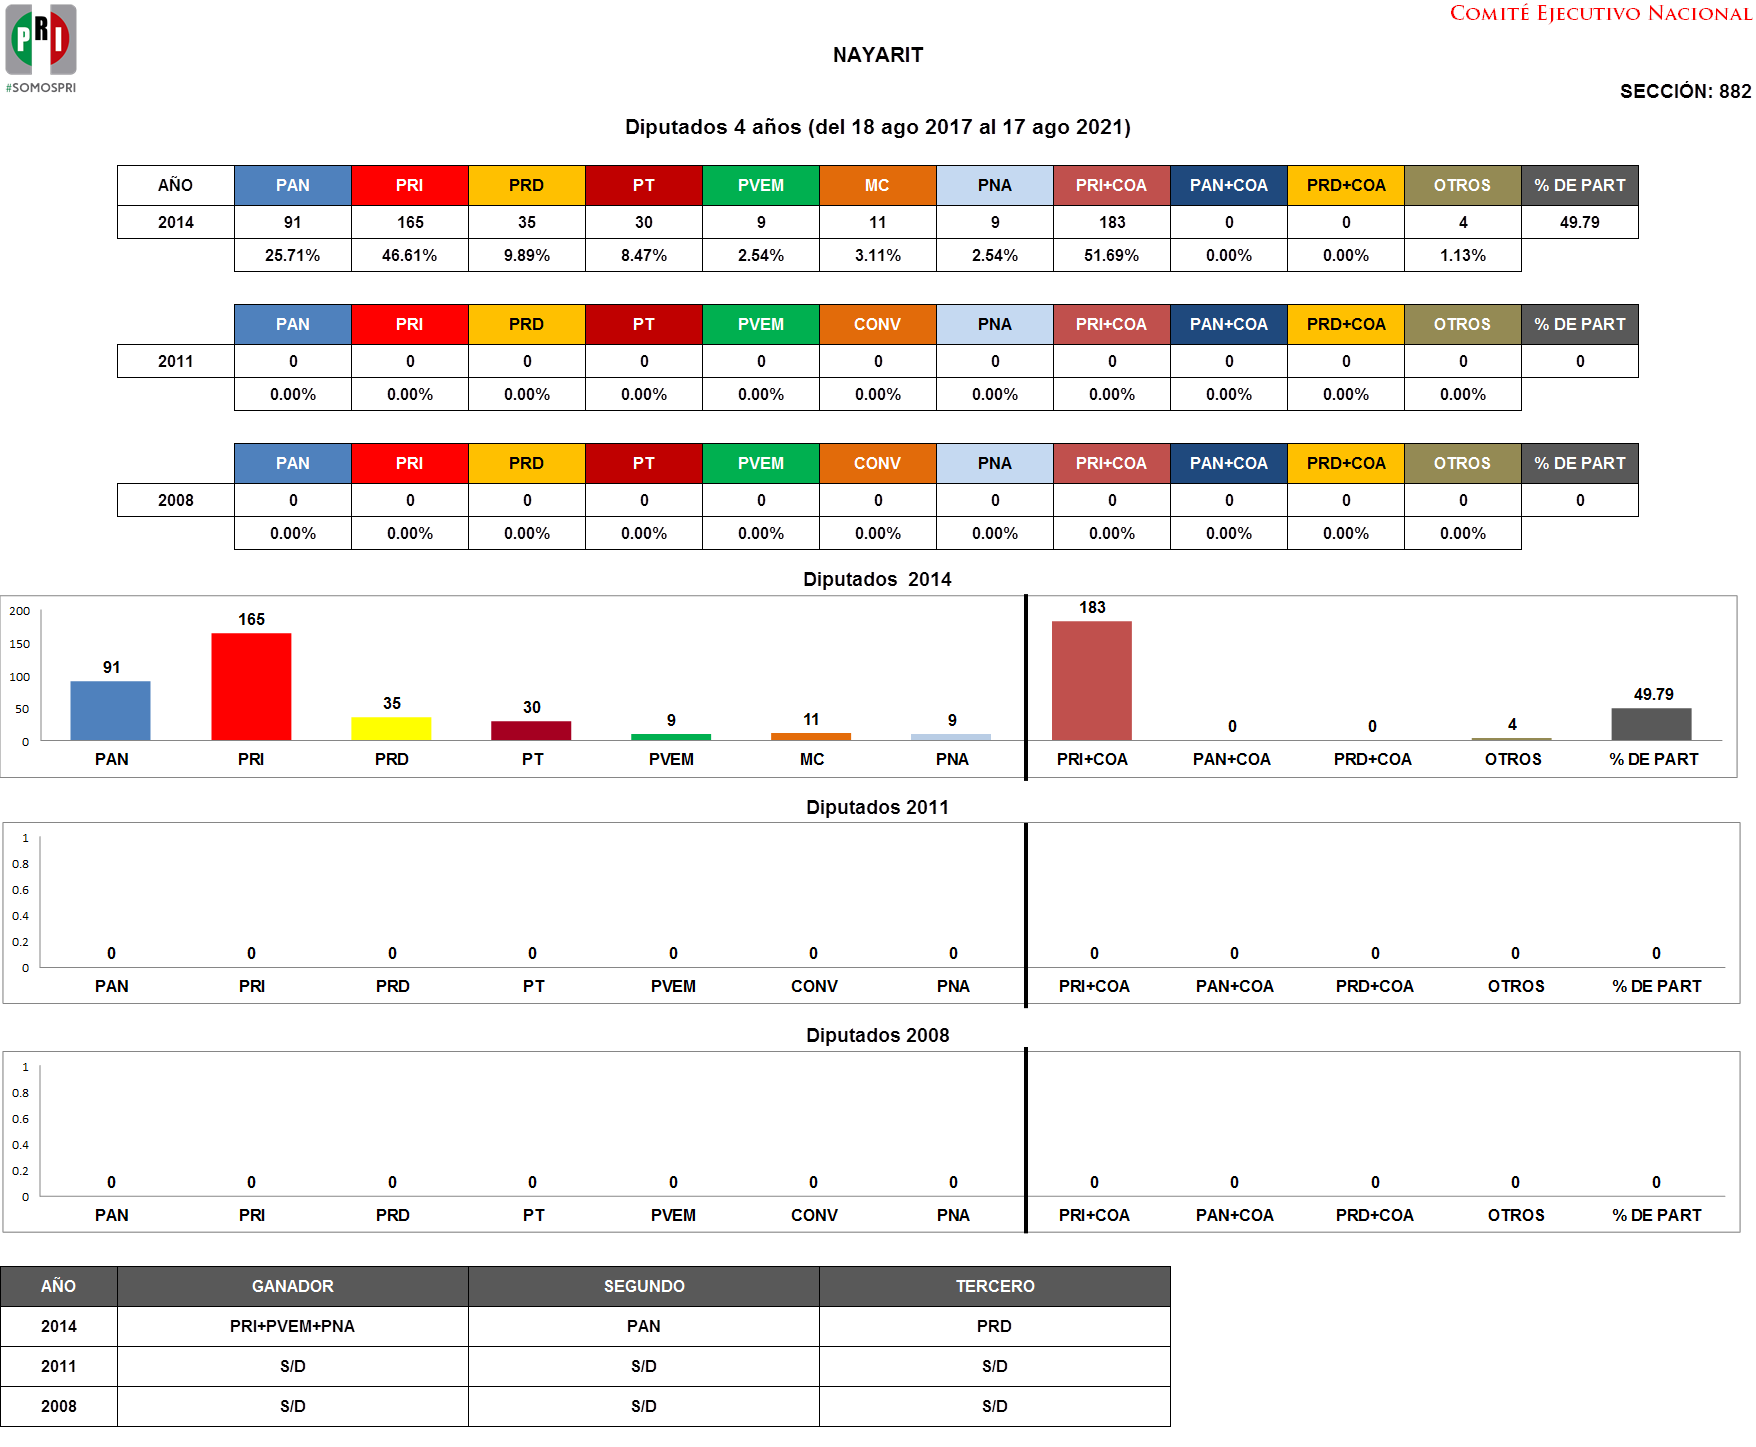 PRI
#SOMOSPRI
COMITÉ EJECUTIVO NACIONAL
NAYARIT
SECCIÓN: 882
Diputados 4 años (del 18 ago 2017 al 17 ago 2021)
AÑO PAN PRI PRD PT PVEM MC PNA PRI+COA PAN+COA PRD+COA OTROS % DE PART
2014 91 165 35 30 9 11 9 183 0 0 4 49.79
25.71% 46.61% 9.89% 8.47% 2.54% 3.11% 2.54% 51.69% 0.00% 0.00% 1.13%
PAN PRI PRD PT PVEM CONV PNA PRI+COA PAN+COA PRD+COA OTROS % DE PART
2011 0 0 0 0 0 0 0 0 0 0 0 0
0.00% 0.00% 0.00% 0.00% 0.00% 0.00% 0.00% 0.00% 0.00% 0.00% 0.00%
PAN PRI PRD PT PVEM CONV PNA PRI+COA PAN+COA PRD+COA OTROS % DE PART
2008 0 0 0 0 0 0 0 0 0 0 0 0
0.00% 0.00% 0.00% 0.00% 0.00% 0.00% 0.00% 0.00% 0.00% 0.00% 0.00%
Diputados 2014
200
150
100
50
0
91 165 35 30 9 11 9 183 0 0 4 49.79
PAN PRI PRD PT PVEM MC PNA PRI+COA PAN+COA PRD+COA OTROS % DE PART
Diputados 2011
1
0.8
0.6
0.4
0.2
0
0 0 0 0 0 0 0 0 0 0 0 0
PAN PRI PRD PT PVEM CONV PNA PRI+COA PAN+COA PRD+COA OTROS % DE PART
Diputados 2008
1
0.8
0.6
0.4
0.2
0
0 0 0 0 0 0 0 0 0 0 0 0
PAN PRI PRD PT PVEM CONV PNA PRI+COA PAN+COA PRD+COA OTROS % DE PART
AÑO GANADOR SEGUNDO TERCERO
2014 PRI+PVEM+PNA PAN PRD
2011 S/D S/D S/D
2008 S/D S/D S/D